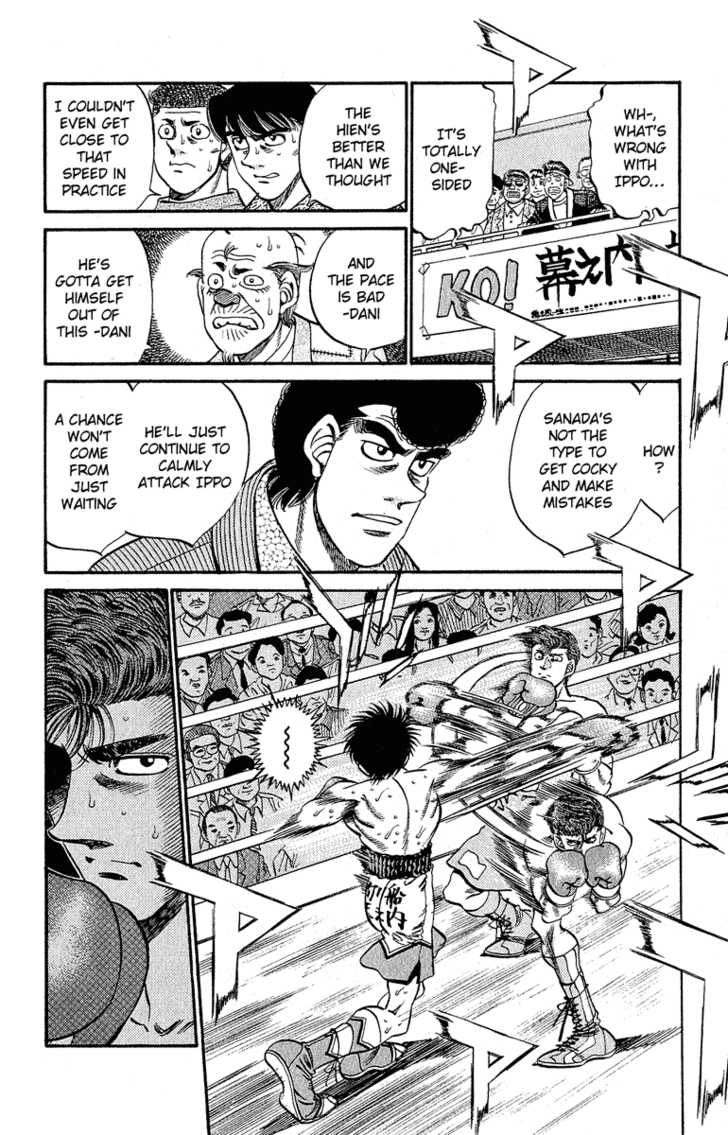 WH-,
WHAT'S
WRONG
WITH
IPPO...
IT'S
TOTALLY
ONE-
SIDED
KO!
幕之内
THE
HIEN'S
BETTER
THAN WE
THOUGHT
I COULDN'T
EVEN GET
CLOSE TO
THAT
SPEED IN
PRACTICE
AND
THE PACE
IS BAD
-DANI
HE'S
GOTTA GET
HIMSELF
OUT OF
THIS -DANI
HOW
?
SANADA'S
NOT THE
TYPE TO
GET COCKY
AND MAKE
MISTAKES
HE'LL JUST
CONTINUE TO
CALMLY
ATTACK IPPO
A CHANCE
WON'T
COME
FROM
JUST
WAITING